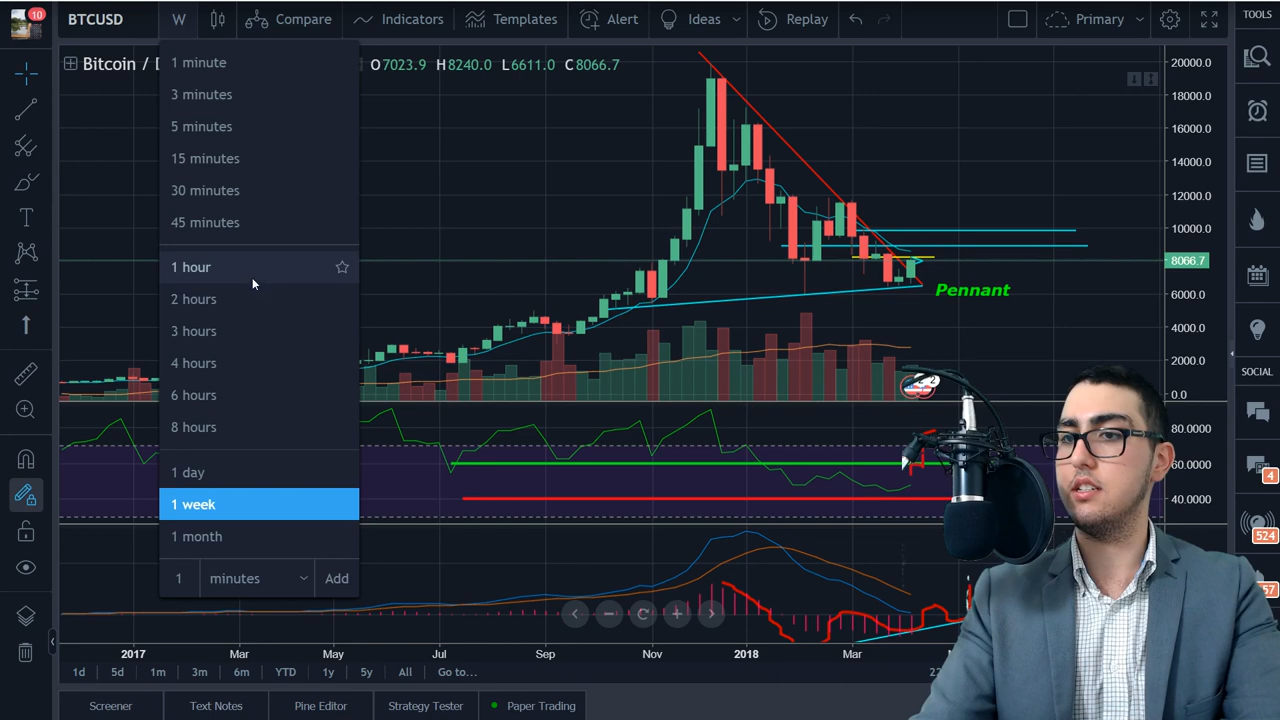 10
BTCUSD
W
Compare
Indicators
Templates
Alert
Ideas
Replay
Primary
TOOLS
Bitcoin /
O7023.9 H8240.0 L6611.0 C8066.7
1 minute
3 minutes
5 minutes
15 minutes
30 minutes
45 minutes
1 hour
2 hours
3 hours
4 hours
6 hours
8 hours
1 day
1 week
1 month
1 minutes Add
20000.0
18000.0
16000.0
14000.0
12000.0
10000.0
8066.7
6000.0
4000.0
2000.0
0.0
Pennant
80.0000
60.0000
40.0000
SOCIAL
4
524
57
2017 Mar May Jul Sep Nov 2018 Mar
1d 5d 1m 3m 6m YTD 1y 5y All Go to...
Screener
Text Notes
Pine Editor
Strategy Tester
Paper Trading